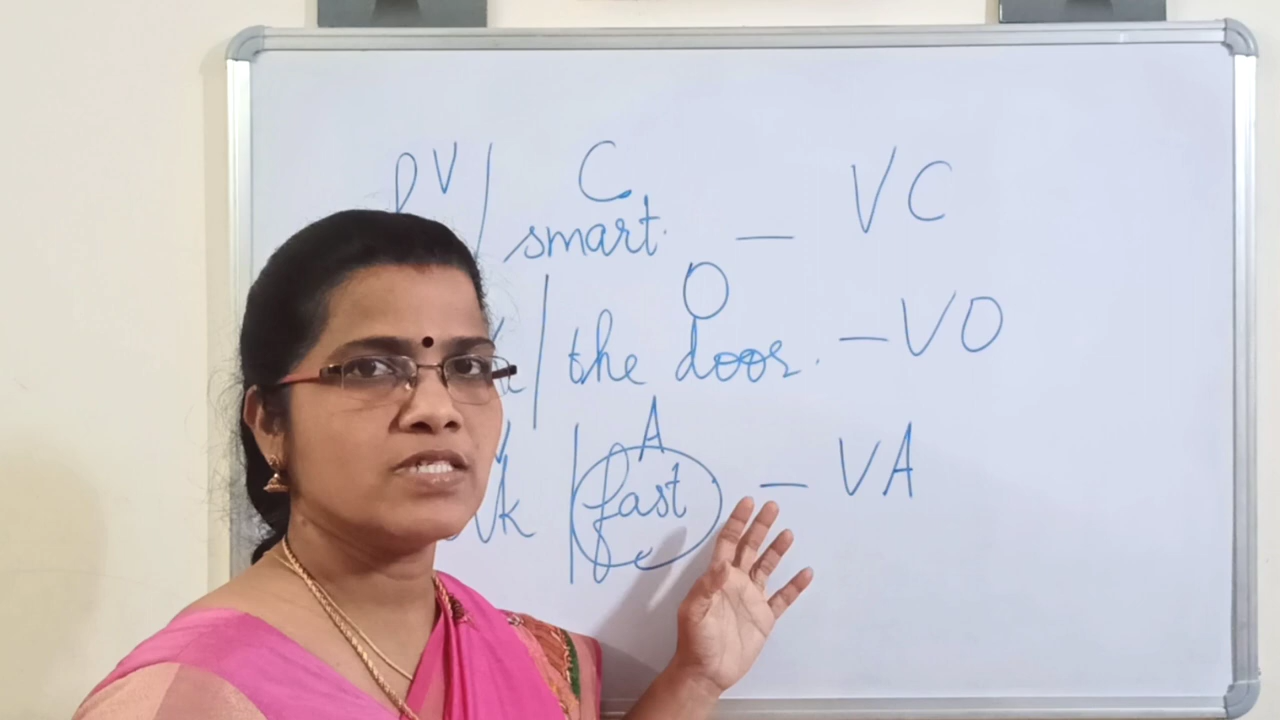 V / C
smart. — VC
O
/ the door. — VO
A
/ fast — VA